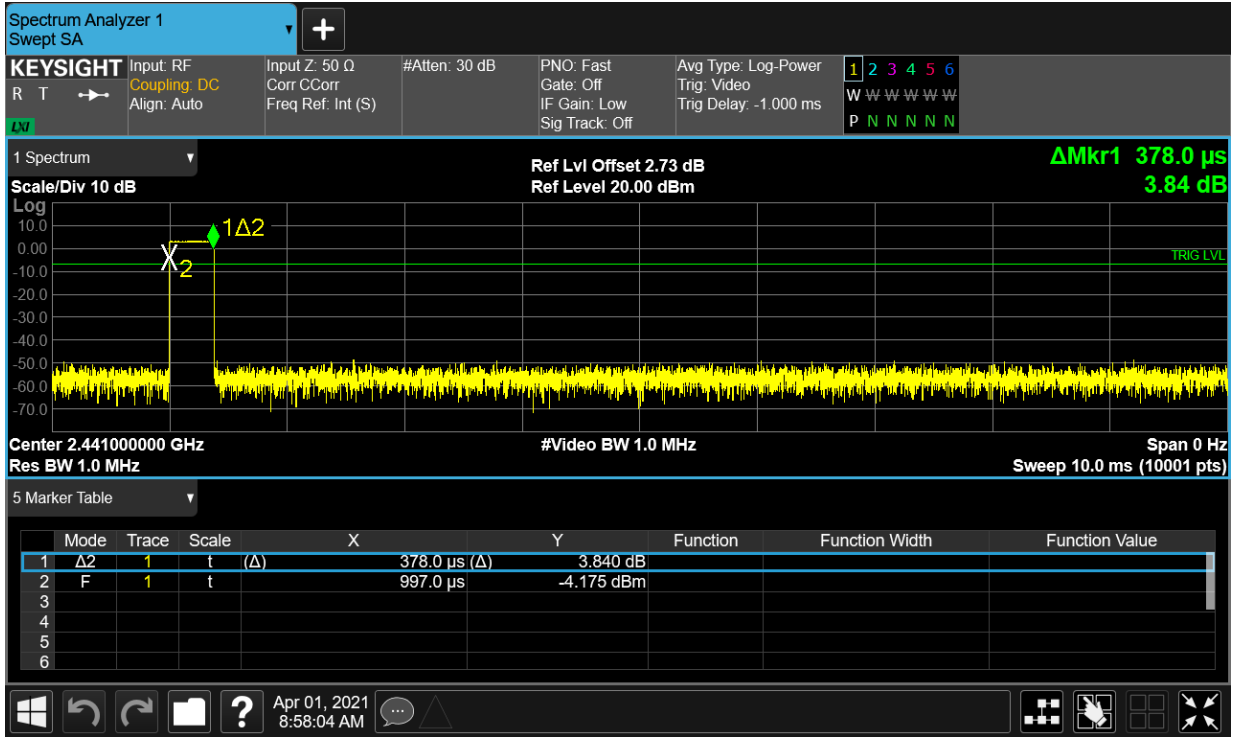 Spectrum Analyzer 1
Swept SA
KEYSIGHT
R T
LXI
Input: RF
Coupling: DC
Align: Auto
Input Z: 50 Ω
Corr CCorr
Freq Ref: Int (S)
#Atten: 30 dB
PNO: Fast
Gate: Off
IF Gain: Low
Sig Track: Off
Avg Type: Log-Power
Trig: Video
Trig Delay: -1.000 ms
1 2 3 4 5 6
W W W W W W
P N N N N N
1 Spectrum
Scale/Div 10 dB
Ref Lvl Offset 2.73 dB
Ref Level 20.00 dBm
ΔMkr1 378.0 µs
3.84 dB
Log
10.0
0.00
-10.0
-20.0
-30.0
-40.0
-50.0
-60.0
-70.0
1Δ2
2
TRIG LVL
Center 2.441000000 GHz
#Video BW 1.0 MHz
Span 0 Hz
Res BW 1.0 MHz
Sweep 10.0 ms (10001 pts)
5 Marker Table
Mode Trace Scale X Y Function Function Width Function Value
1 Δ2 1 t (Δ) 378.0 µs (Δ) 3.840 dB
2 F 1 t 997.0 µs -4.175 dBm
3
4
5
6
?
Apr 01, 2021
8:58:04 AM